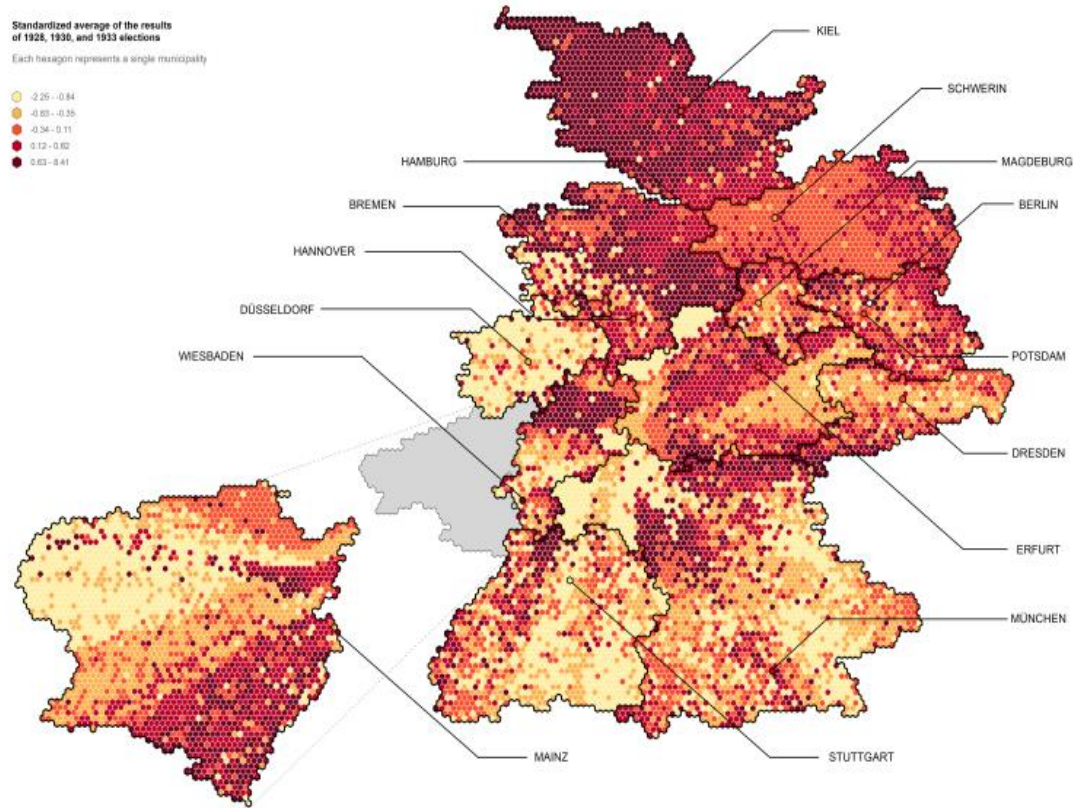 Standardized average of the results
of 1928, 1930, and 1933 elections
Each hexagon represents a single municipality
-2.25 - -0.84
-0.83 - -0.35
-0.34 - 0.11
0.12 - 0.62
0.63 - 8.41
KIEL
SCHWERIN
HAMBURG
MAGDEBURG
BREMEN
BERLIN
HANNOVER
DÜSSELDORF
WIESBADEN
POTSDAM
DRESDEN
ERFURT
MÜNCHEN
MAINZ
STUTTGART